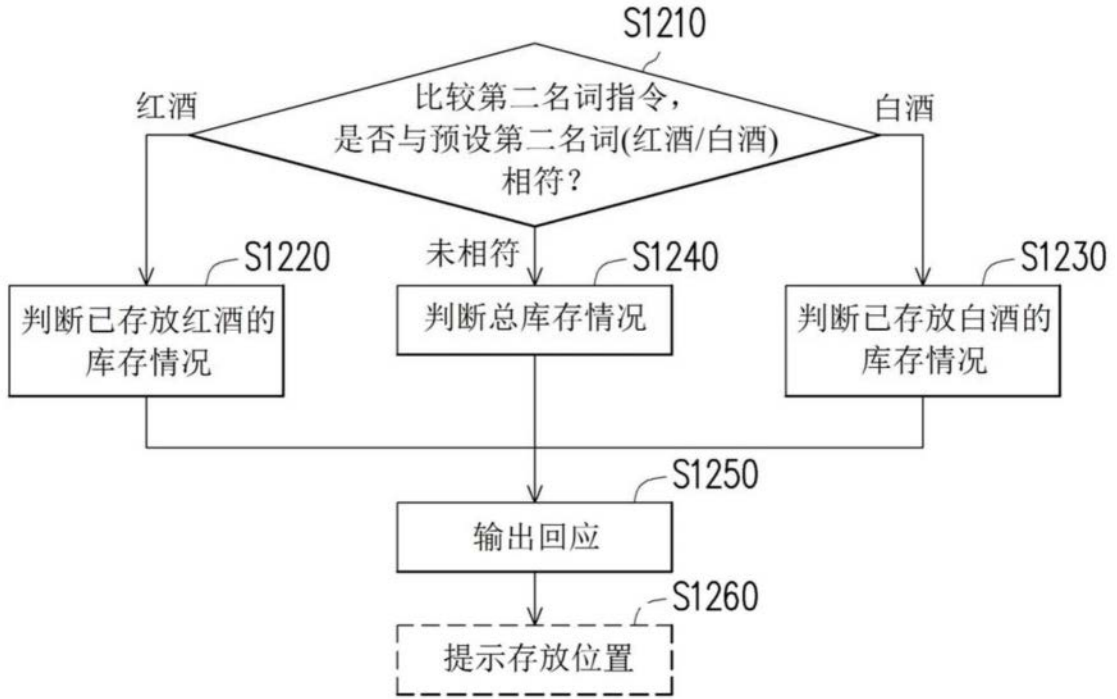 S1210
比较第二名词指令，
是否与预设第二名词(红酒/白酒)
相符？
红酒
白酒
未相符
S1220
判断已存放红酒的
库存情况
S1240
判断总库存情况
S1230
判断已存放白酒的
库存情况
S1250
输出回应
S1260
提示存放位置